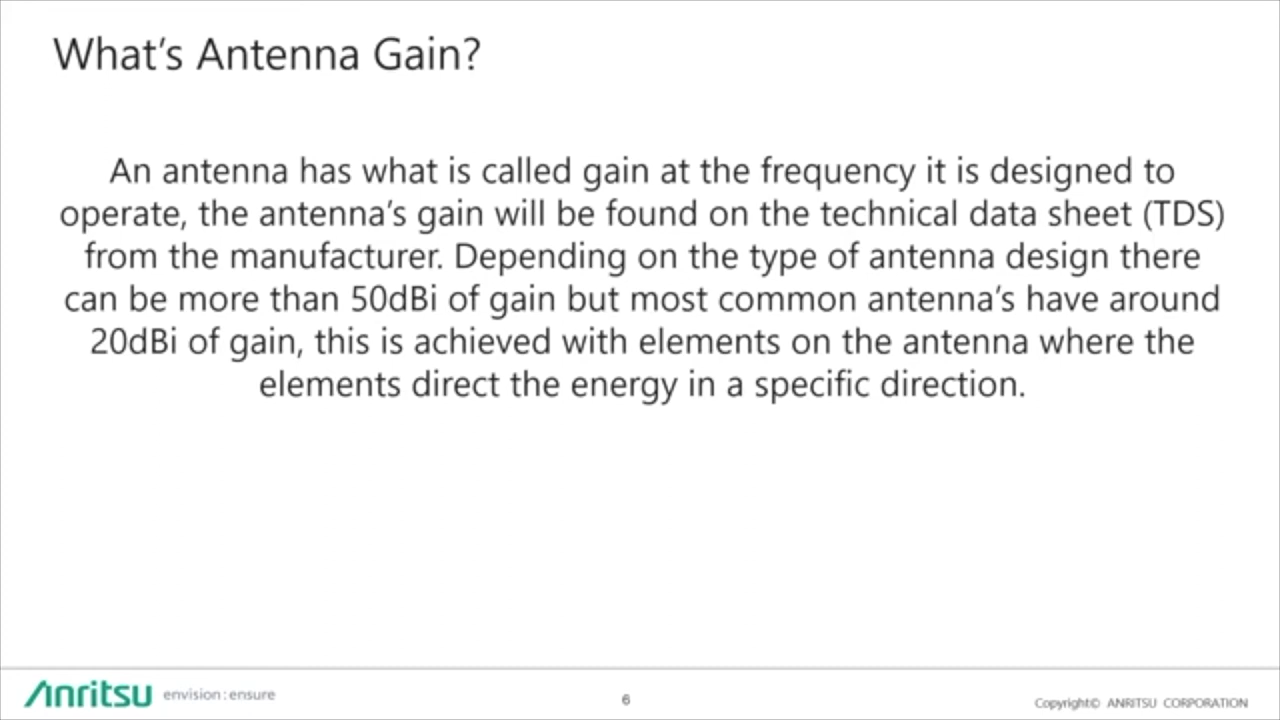 What's Antenna Gain?
An antenna has what is called gain at the frequency it is designed to
operate, the antenna's gain will be found on the technical data sheet (TDS)
from the manufacturer. Depending on the type of antenna design there
can be more than 50dBi of gain but most common antenna's have around
20dBi of gain, this is achieved with elements on the antenna where the
elements direct the energy in a specific direction.
Anritsu envision : ensure
6
Copyright© ANRITSU CORPORATION